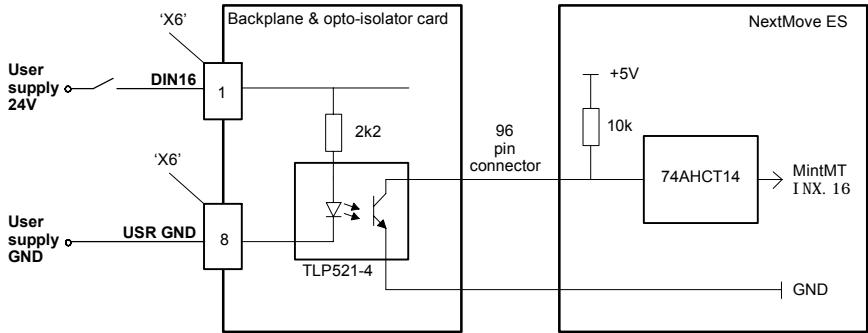 Backplane & opto-isolator card
NextMove ES
'X6'
User
supply
24V
DIN16
1
2k2
96
pin
connector
+5V
10k
74AHCT14
MintMT
INX.16
'X6'
User
supply
GND
USR GND
8
TLP521-4
GND